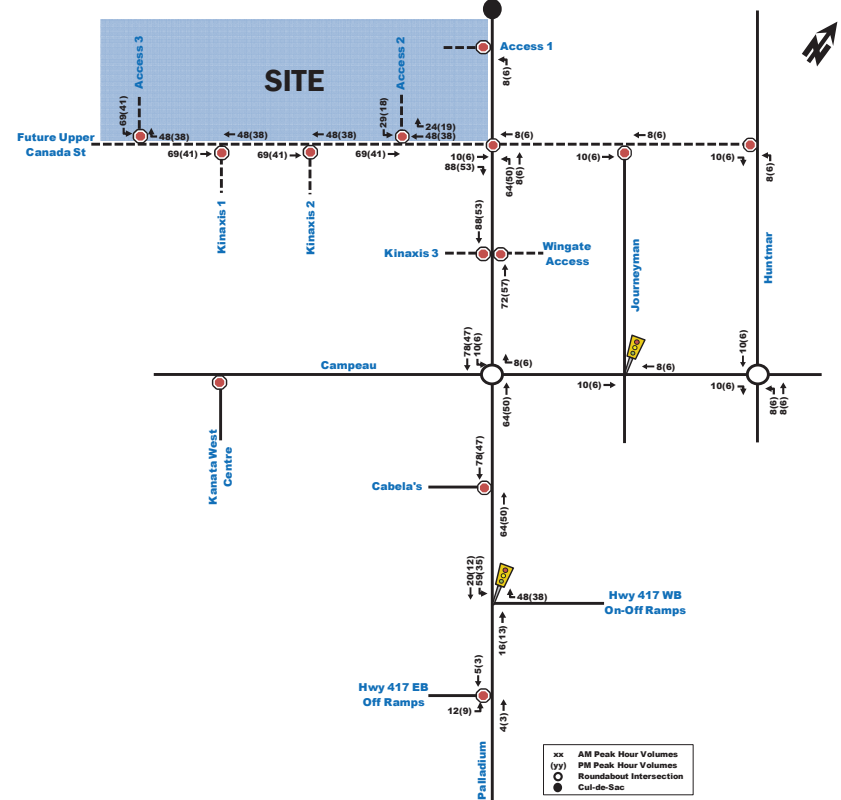 Access 3
Access 2
Access 1
SITE
N
8(6)
69(41)
48(38)
48(38)
48(38)
29(18)
24(19)
48(38)
8(6)
8(6)
Future Upper
Canada St
69(41)
69(41)
69(41)
10(6)
88(53)
64(50)
8(6)
10(6)
10(6)
8(6)
Kinaxis 1
Kinaxis 2
88(53)
Kinaxis 3
Wingate
Access
72(57)
Journeyman
Huntmar
78(47)
10(6)
8(6)
Campeau
64(50)
10(6)
8(6)
10(6)
10(6)
8(6)
8(6)
Kanata West
Centre
78(47)
Cabela's
64(50)
20(12)
59(35)
48(38)
Hwy 417 WB
On-Off Ramps
16(13)
5(3)
Hwy 417 EB
Off Ramps
12(9)
4(3)
Palladium
xx AM Peak Hour Volumes
(yy) PM Peak Hour Volumes
Roundabout Intersection
Cul-de-Sac